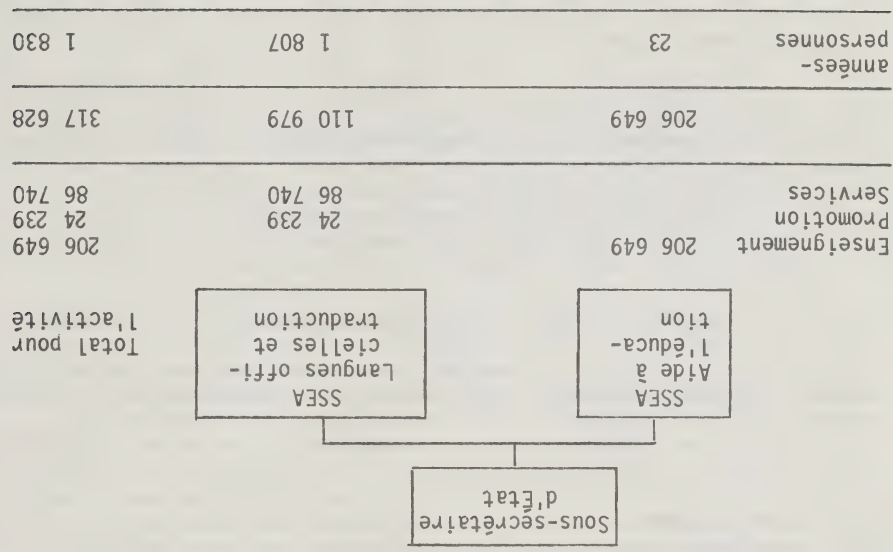 Sous-secrétaire
d'État
SSEA
Aide à
l'éduca-
tion
SSEA
Langues offi-
cielles et
traduction
Total pour
l'activité
Enseignement 206 649 206 649
Promotion 24 239 24 239
Services 86 740 86 740
206 649 110 979 317 628
années-
personnes 23 1 807 1 830